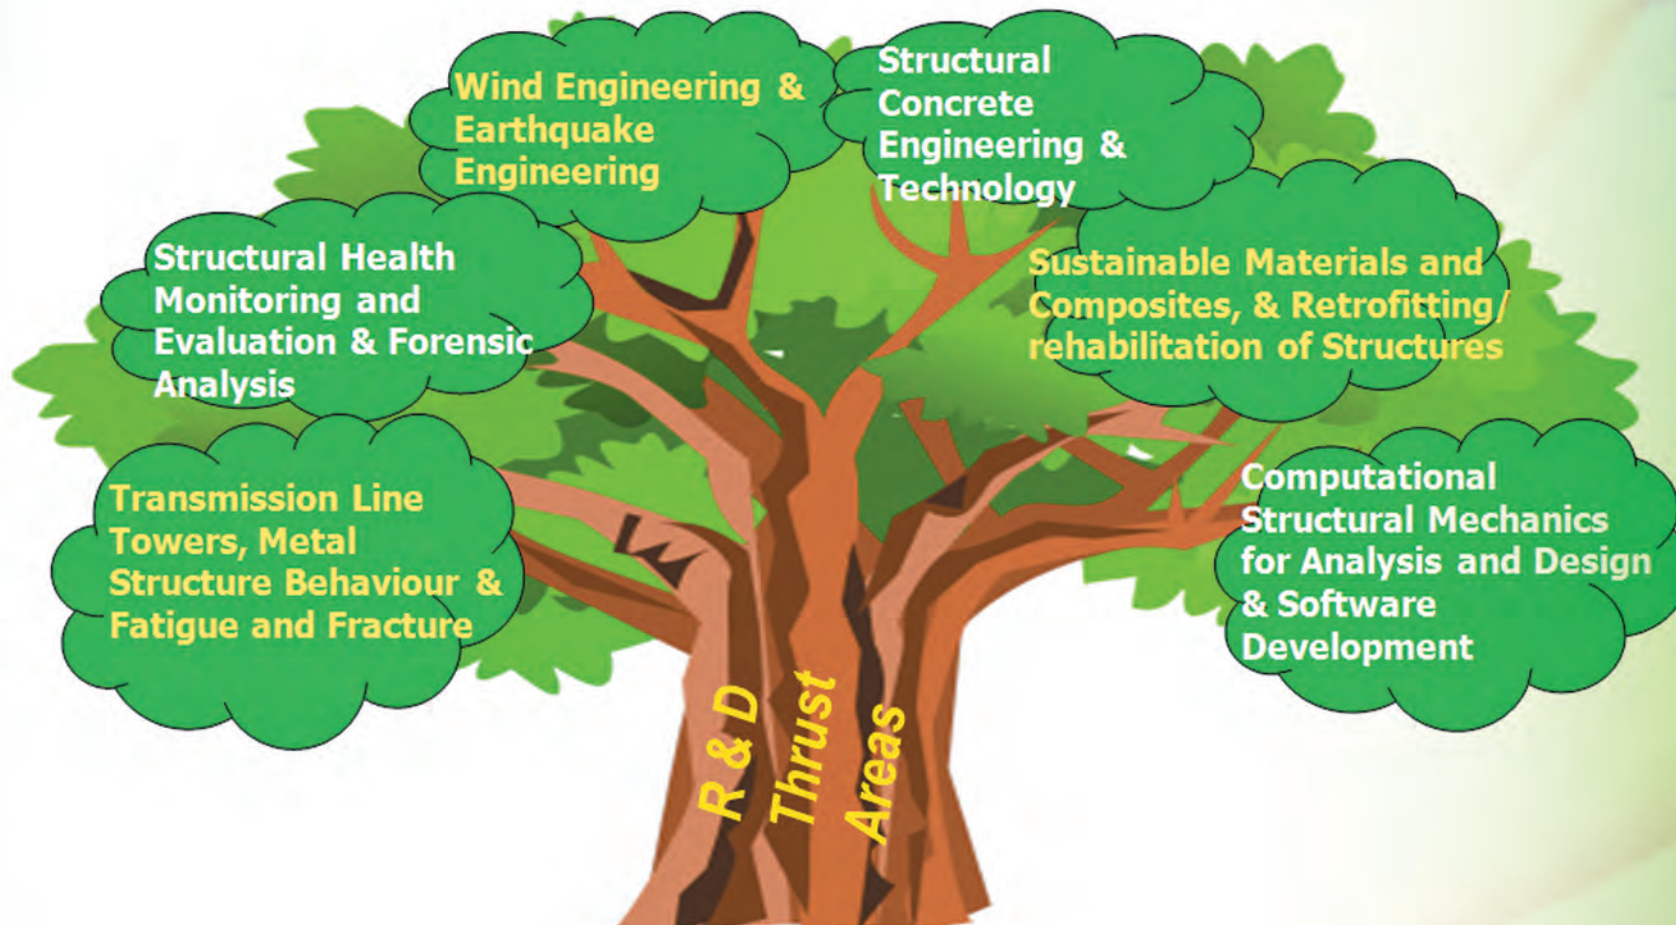 Wind Engineering &
Earthquake
Engineering
Structural
Concrete
Engineering &
Technology
Structural Health
Monitoring and
Evaluation & Forensic
Analysis
Sustainable Materials and
Composites, & Retrofitting/
rehabilitation of Structures
Transmission Line
Towers, Metal
Structure Behaviour &
Fatigue and Fracture
Computational
Structural Mechanics
for Analysis and Design
& Software
Development
R & D
Thrust
Areas